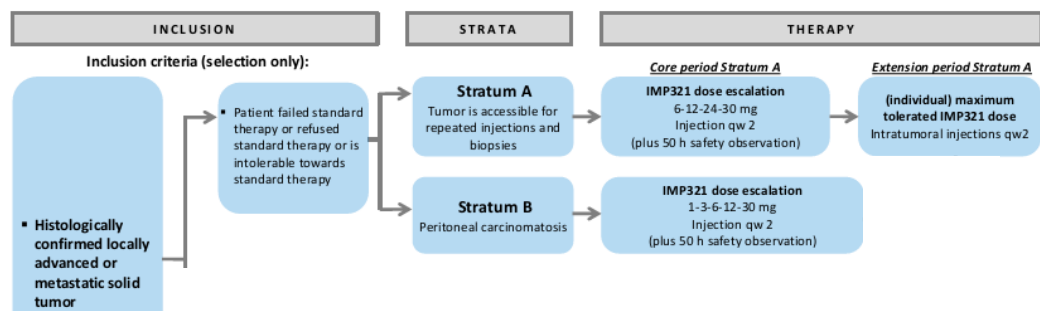 INCLUSION
STRATA
THERAPY
Inclusion criteria (selection only):
▪ Histologically
confirmed locally
advanced or
metastatic solid
tumor
▪ Patient failed standard
therapy or refused
standard therapy or is
intolerable towards
standard therapy
Stratum A
Tumor is accessible for
repeated injections and
biopsies
Stratum B
Peritoneal carcinomatosis
Core period Stratum A
IMP321 dose escalation
6-12-24-30 mg
Injection qw 2
(plus 50 h safety observation)
Extension period Stratum A
(individual) maximum
tolerated IMP321 dose
Intratumoral injections qw2
IMP321 dose escalation
1-3-6-12-30 mg
Injection qw 2
(plus 50 h safety observation)